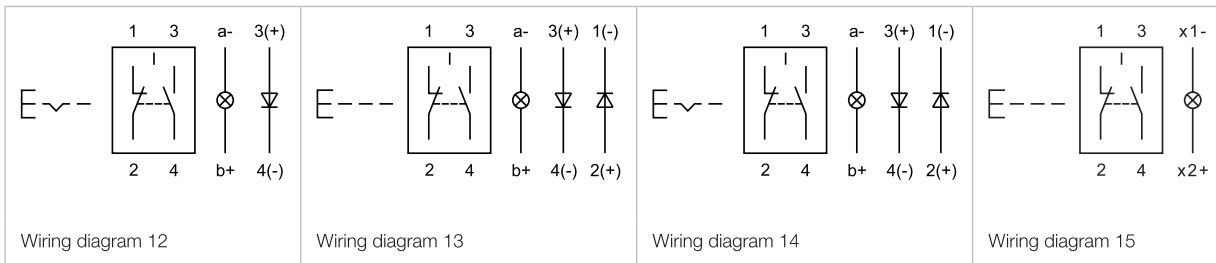 1 3 a- 3(+)
2 4 b+ 4(-)
Wiring diagram 12
1 3 a- 3(+) 1(-)
2 4 b+ 4(-) 2(+)
Wiring diagram 13
1 3 a- 3(+) 1(-)
2 4 b+ 4(-) 2(+)
Wiring diagram 14
1 3 x1-
2 4 x2+
Wiring diagram 15